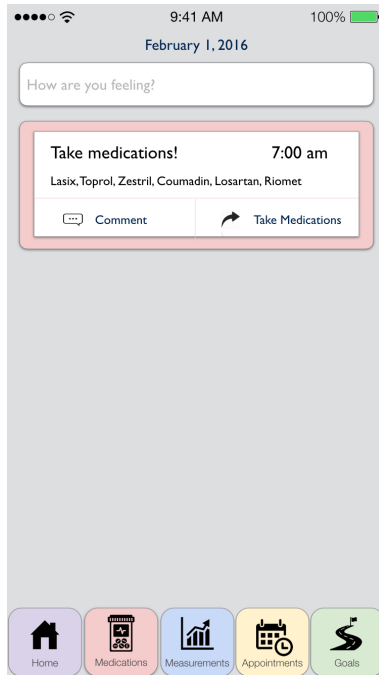 9:41 AM 100%
February 1, 2016
How are you feeling?
Take medications! 7:00 am
Lasix,Toprol, Zestril, Coumadin, Losartan, Riomet
Comment Take Medications
Home Medications Measurements Appointments Goals